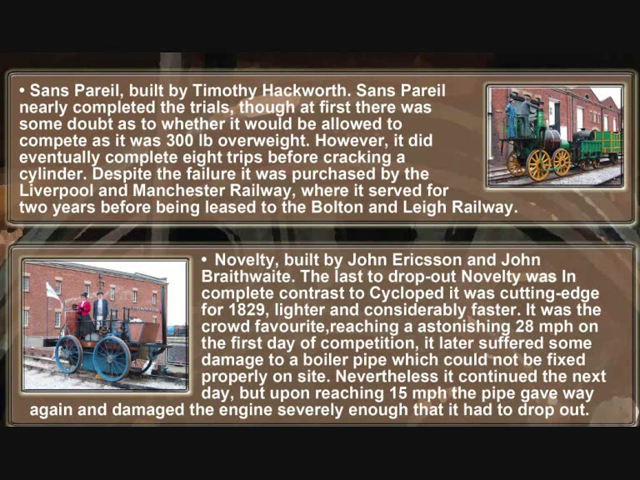 • Sans Pareil, built by Timothy Hackworth. Sans Pareil
nearly completed the trials, though at first there was
some doubt as to whether it would be allowed to
compete as it was 300 lb overweight. However, it did
eventually complete eight trips before cracking a
cylinder. Despite the failure it was purchased by the
Liverpool and Manchester Railway, where it served for
two years before being leased to the Bolton and Leigh Railway.
• Novelty, built by John Ericsson and John
Braithwaite. The last to drop-out Novelty was In
complete contrast to Cycloped it was cutting-edge
for 1829, lighter and considerably faster. It was the
crowd favourite,reaching a astonishing 28 mph on
the first day of competition, it later suffered some
damage to a boiler pipe which could not be fixed
properly on site. Nevertheless it continued the next
day, but upon reaching 15 mph the pipe gave way
again and damaged the engine severely enough that it had to drop out.